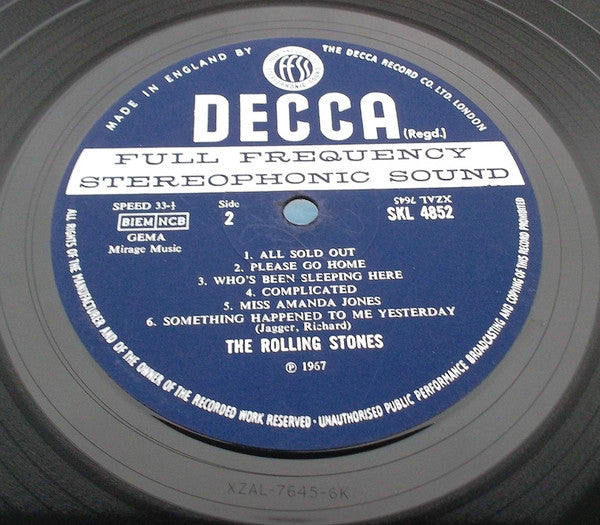 MADE IN ENGLAND BY
THE DECCA RECORD CO. LTD. LONDON
FFSS
DECCA (Regd.)
FULL FREQUENCY
STEREOPHONIC SOUND
SPEED 33⅓
BIEM NCB
GEMA
Mirage Music
Side
2
XZAL 7645
SKL 4852
1. ALL SOLD OUT
2. PLEASE GO HOME
3. WHO'S BEEN SLEEPING HERE
4. COMPLICATED
5. MISS AMANDA JONES
6. SOMETHING HAPPENED TO ME YESTERDAY
(Jagger, Richard)
THE ROLLING STONES
℗ 1967
ALL RIGHTS OF THE MANUFACTURER AND OF THE OWNER OF THE RECORDED WORK RESERVED · UNAUTHORISED PUBLIC PERFORMANCE BROADCASTING AND COPYING OF THIS RECORD PROHIBITED
XZAL-7645-6K